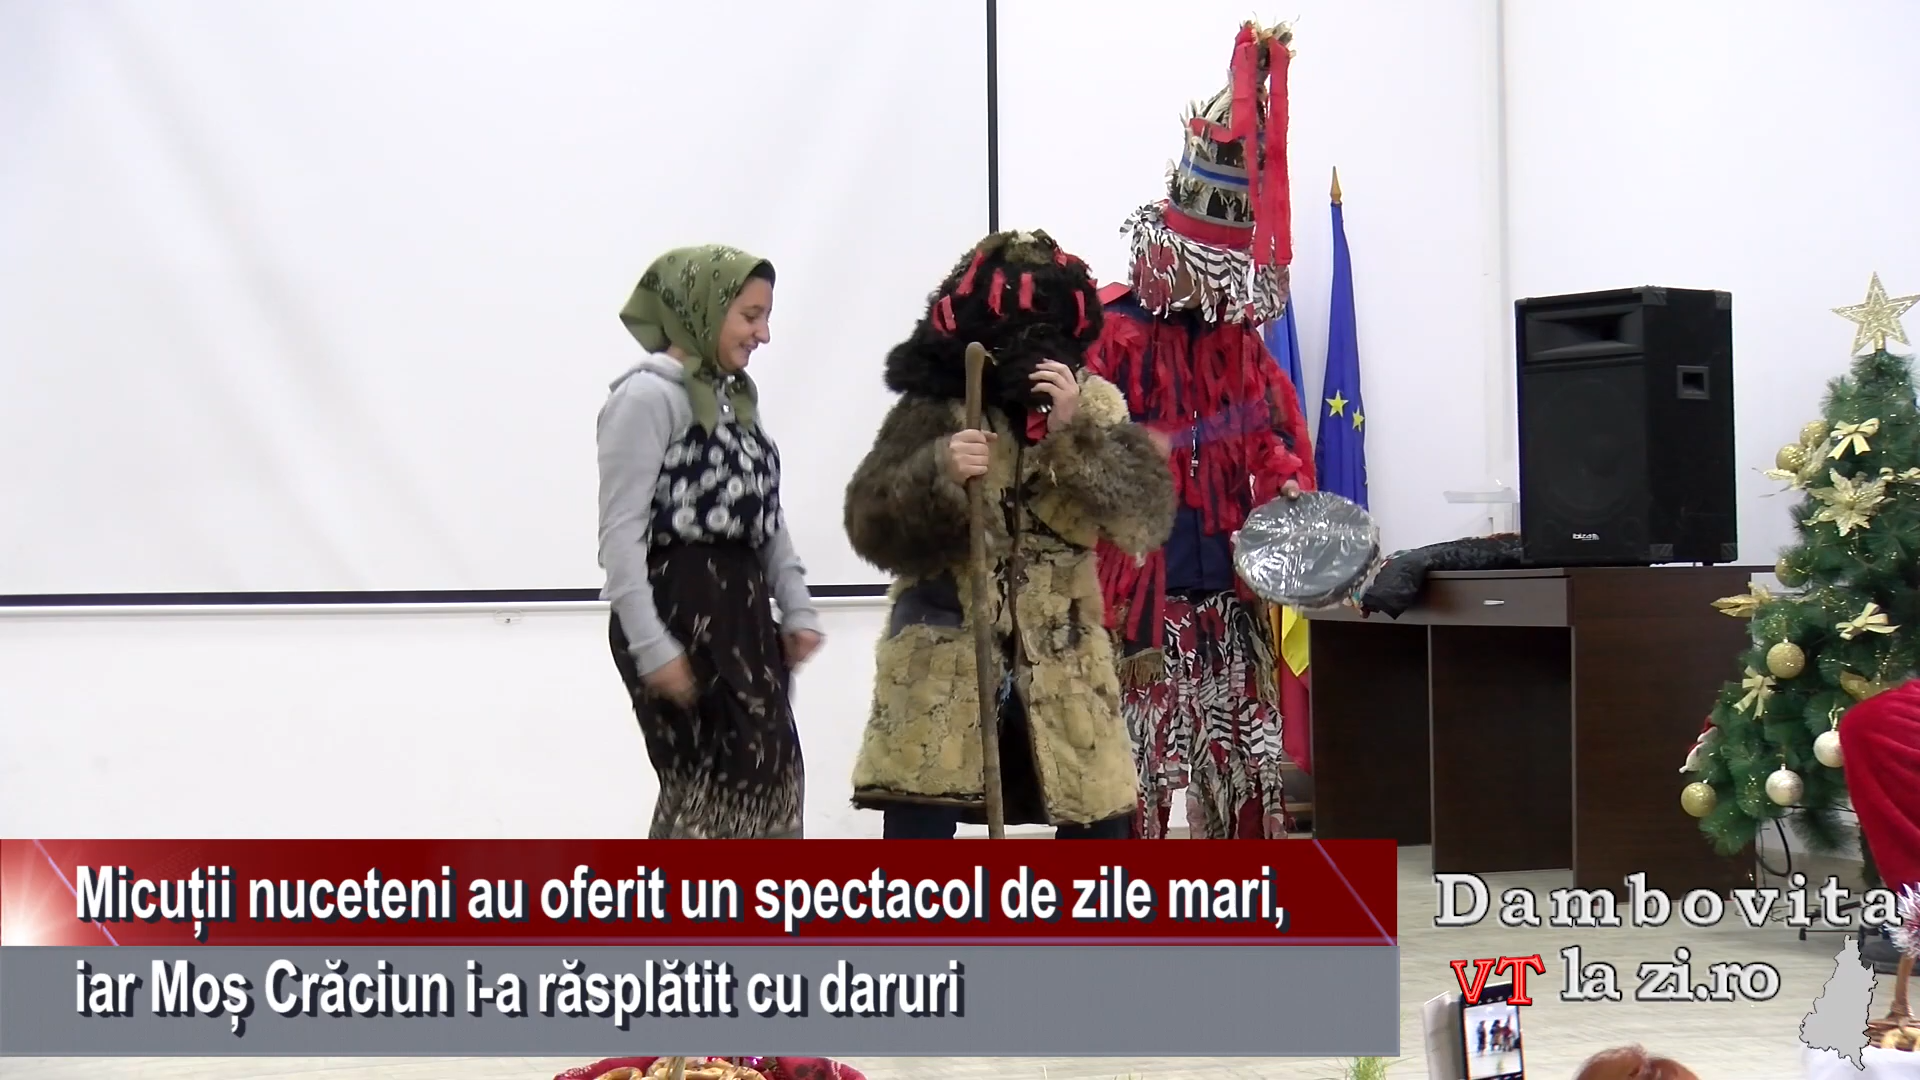 Micuții nuceteni au oferit un spectacol de zile mari,
iar Moș Crăciun i-a răsplătit cu daruri
Dambovita
VT la zi.ro